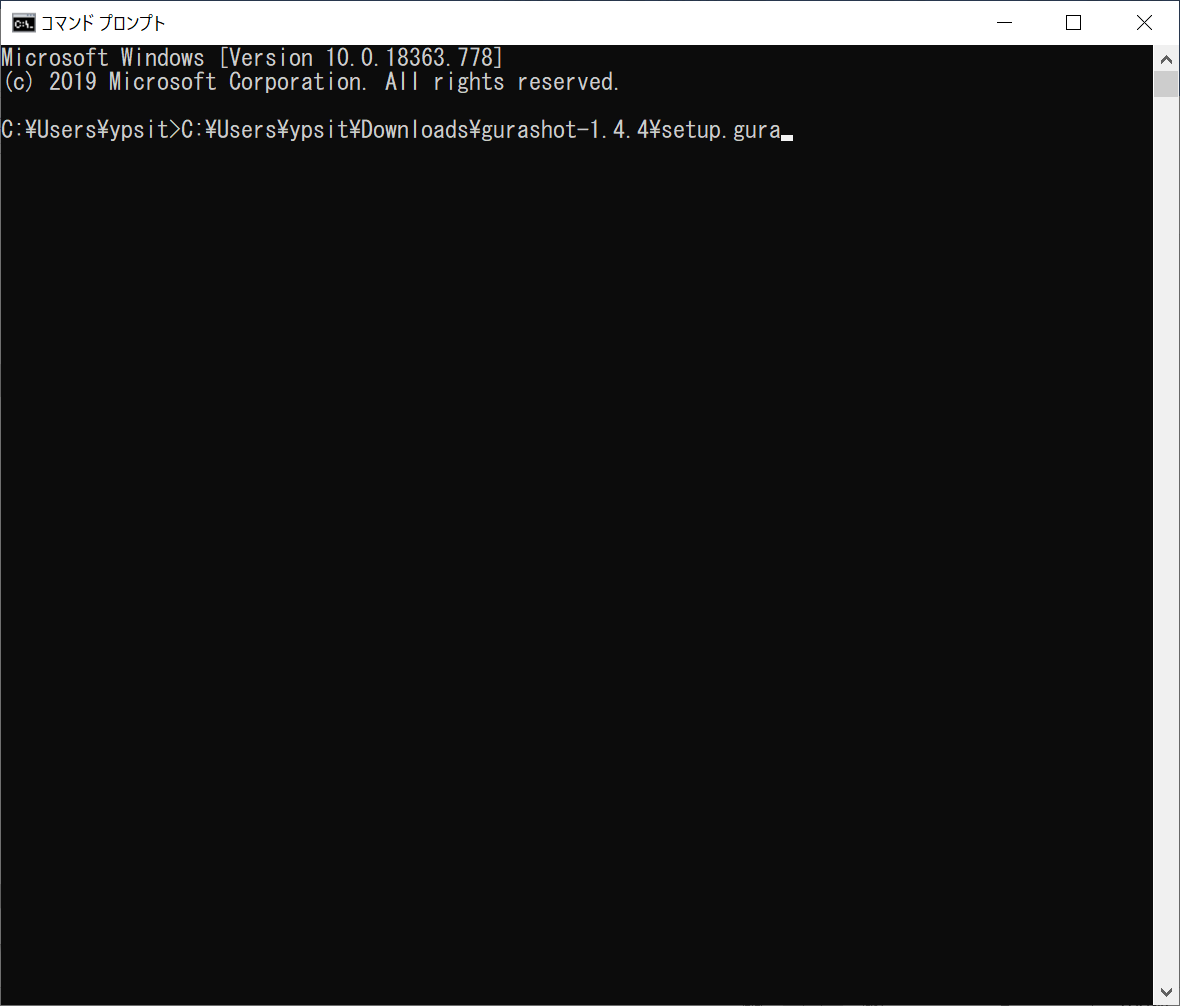 コマンド プロンプト
Microsoft Windows [Version 10.0.18363.778]
(c) 2019 Microsoft Corporation. All rights reserved.
C:¥Users¥ypsit>C:¥Users¥ypsit¥Downloads¥gurashot-1.4.4¥setup.gura